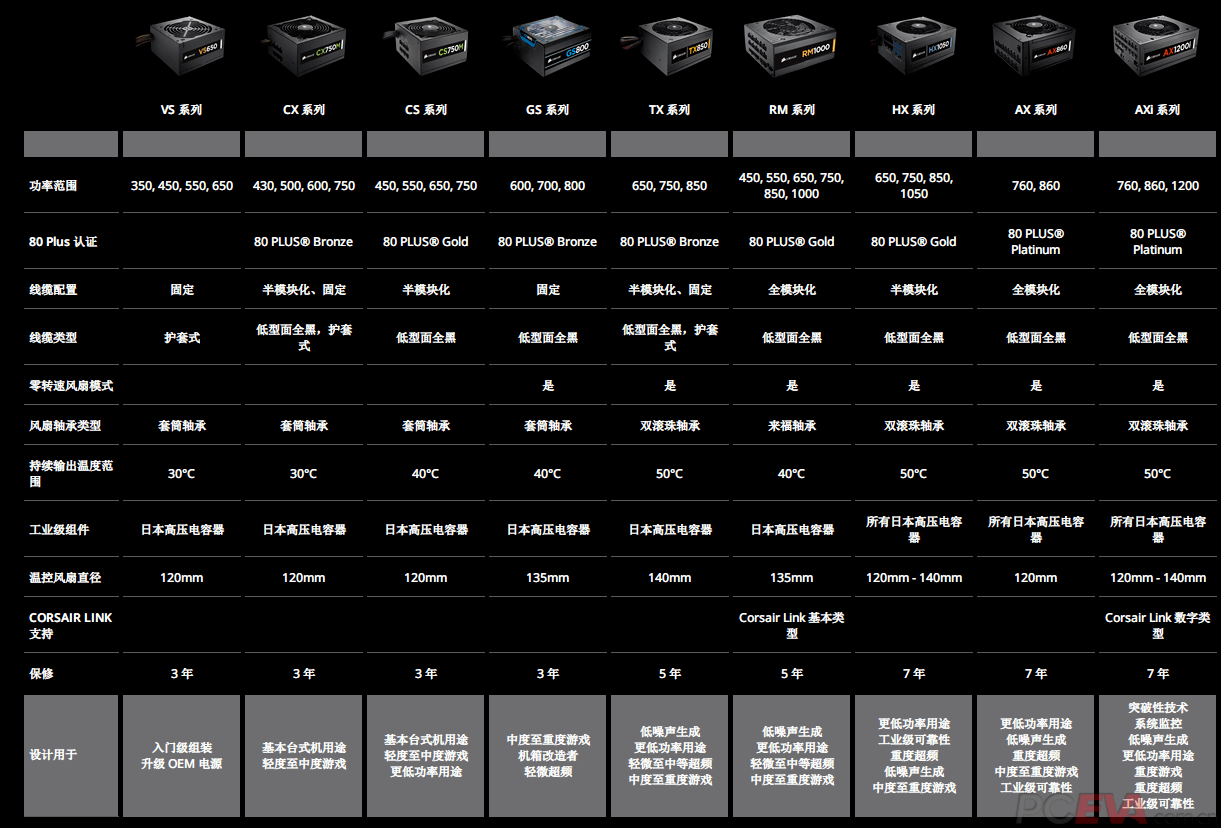 VS650
CX750M
CS750M
GS800
TX850
RM1000
HX1050
AX860
AX1200i
VS 系列
CX 系列
CS 系列
GS 系列
TX 系列
RM 系列
HX 系列
AX 系列
AXi 系列
功率范围
350, 450, 550, 650
430, 500, 600, 750
450, 550, 650, 750
600, 700, 800
650, 750, 850
450, 550, 650, 750,
850, 1000
650, 750, 850,
1050
760, 860
760, 860, 1200
80 Plus 认证
80 PLUS® Bronze
80 PLUS® Gold
80 PLUS® Bronze
80 PLUS® Bronze
80 PLUS® Gold
80 PLUS® Gold
80 PLUS®
Platinum
80 PLUS®
Platinum
线缆配置
固定
半模块化、固定
半模块化
固定
半模块化、固定
全模块化
半模块化
全模块化
全模块化
线缆类型
护套式
低型面全黑，护套
式
低型面全黑
低型面全黑
低型面全黑，护套
式
低型面全黑
低型面全黑
低型面全黑
低型面全黑
零转速风扇模式
是
是
是
是
是
是
风扇轴承类型
套筒轴承
套筒轴承
套筒轴承
套筒轴承
双滚珠轴承
来福轴承
双滚珠轴承
双滚珠轴承
双滚珠轴承
持续输出温度范
围
30°C
30°C
40°C
40°C
50°C
40°C
50°C
50°C
50°C
工业级组件
日本高压电容器
日本高压电容器
日本高压电容器
日本高压电容器
日本高压电容器
日本高压电容器
所有日本高压电容
器
所有日本高压电容
器
所有日本高压电容
器
温控风扇直径
120mm
120mm
120mm
135mm
140mm
135mm
120mm - 140mm
120mm
120mm - 140mm
CORSAIR LINK
支持
Corsair Link 基本类
型
Corsair Link 数字类
型
保修
3 年
3 年
3 年
3 年
5 年
5 年
7 年
7 年
7 年
设计用于
入门级组装
升级 OEM 电源
基本台式机用途
轻度至中度游戏
基本台式机用途
轻度至中度游戏
更低功率用途
中度至重度游戏
机箱改造者
轻微超频
低噪声生成
更低功率用途
轻微至中等超频
中度至重度游戏
低噪声生成
更低功率用途
轻微至中等超频
中度至重度游戏
更低功率用途
工业级可靠性
重度超频
低噪声生成
中度至重度游戏
更低功率用途
低噪声生成
重度超频
中度至重度游戏
工业级可靠性
突破性技术
系统监控
低噪声生成
更低功率用途
重度游戏
重度超频
工业级可靠性
PCEVA.com.cn